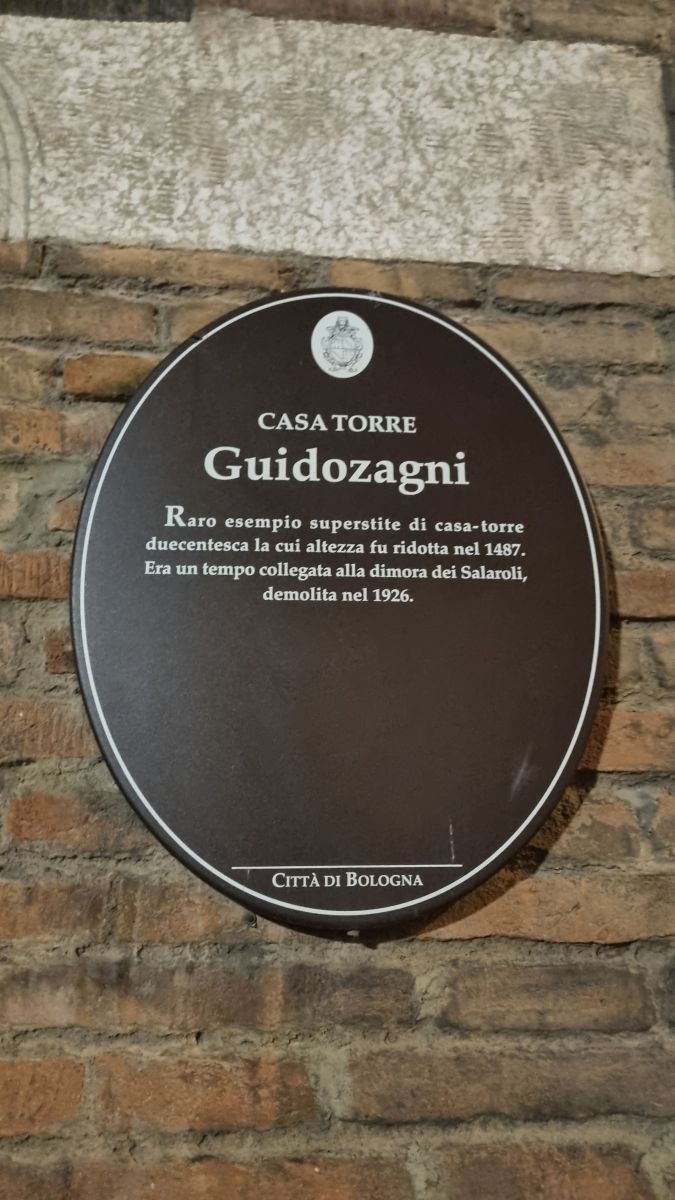 CASA TORRE
Guidozagni
Raro esempio superstite di casa-torre
duecentesca la cui altezza fu ridotta nel 1487.
Era un tempo collegata alla dimora dei Salaroli,
demolita nel 1926.
CITTÀ DI BOLOGNA